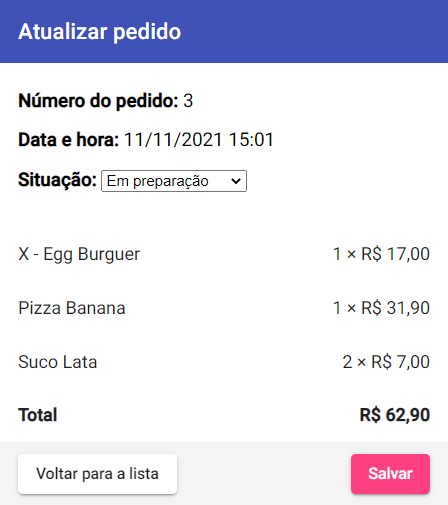 Atualizar pedido
Número do pedido: 3
Data e hora: 11/11/2021 15:01
Situação: Em preparação
X - Egg Burguer 1 × R$ 17,00
Pizza Banana 1 × R$ 31,90
Suco Lata 2 × R$ 7,00
Total R$ 62,90
Voltar para a lista Salvar